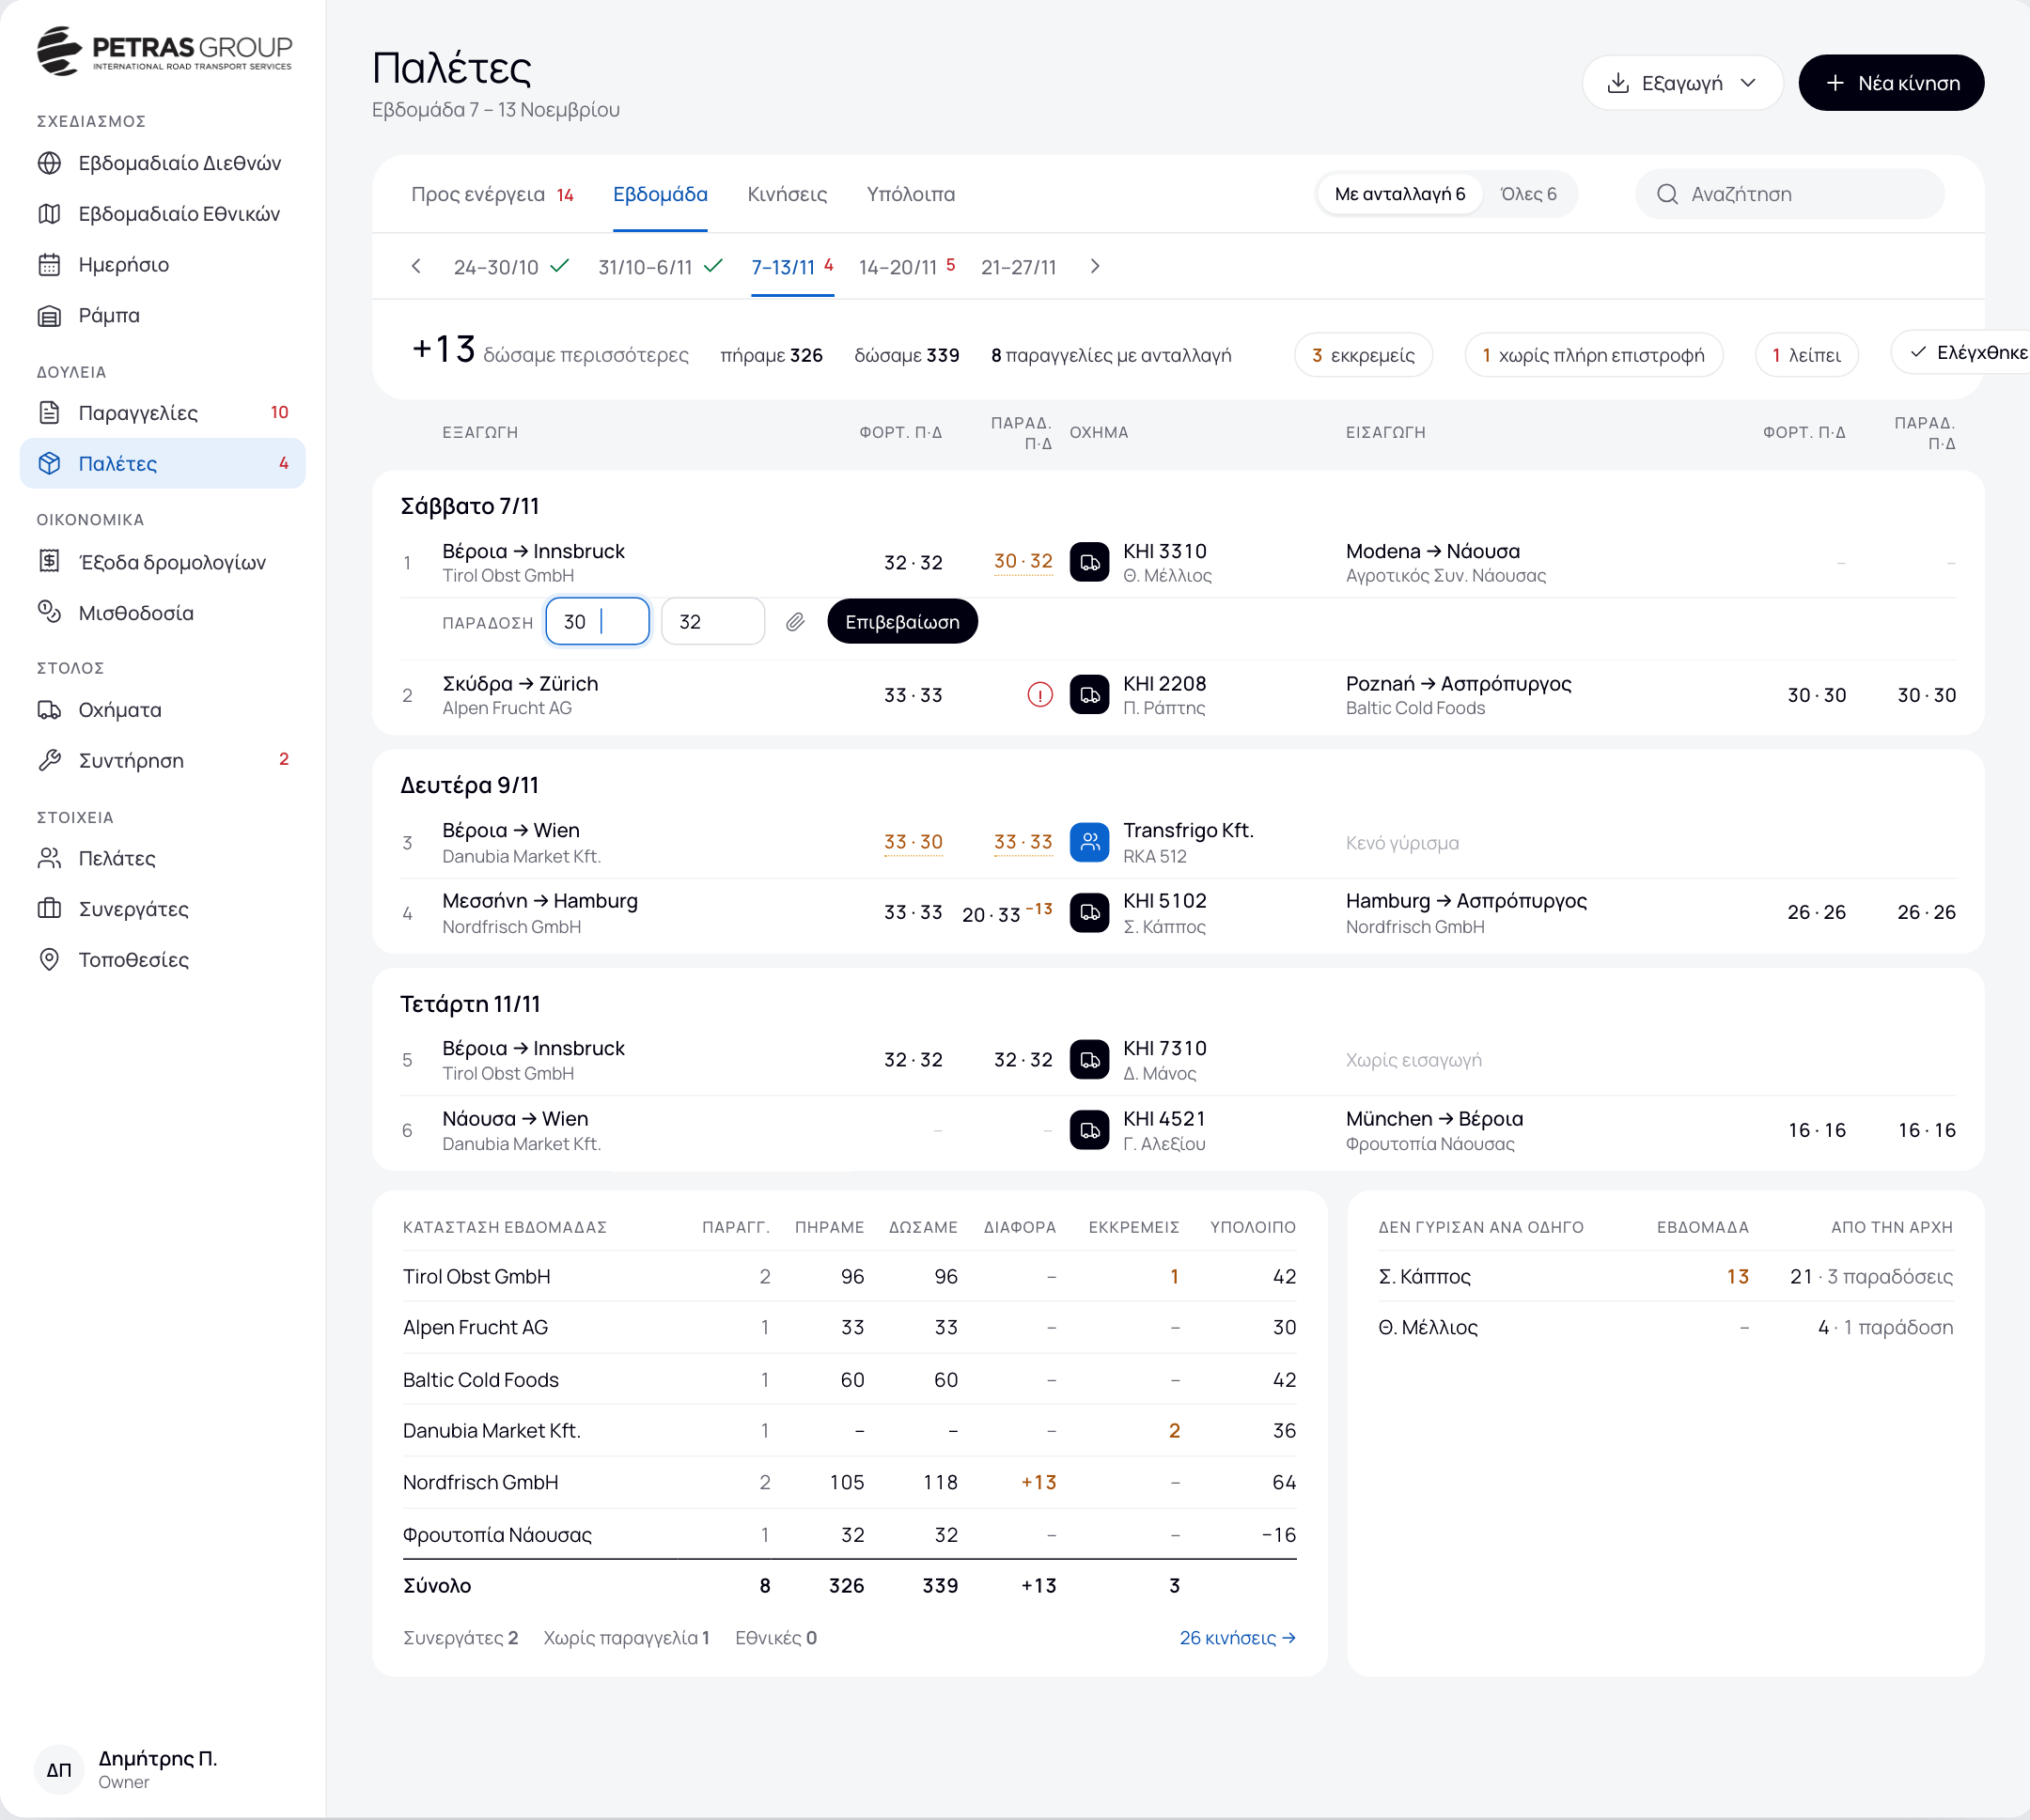 PETRAS GROUP
INTERNATIONAL ROAD TRANSPORT SERVICES
ΣΧΕΔΙΑΣΜΟΣ
Εβδομαδιαίο Διεθνών
Εβδομαδιαίο Εθνικών
Ημερήσιο
Ράμπα
ΔΟΥΛΕΙΑ
Παραγγελίες 10
Παλέτες 4
ΟΙΚΟΝΟΜΙΚΑ
Έξοδα δρομολογίων
Μισθοδοσία
ΣΤΟΛΟΣ
Οχήματα
Συντήρηση 2
ΣΤΟΙΧΕΙΑ
Πελάτες
Συνεργάτες
Τοποθεσίες
ΔΠ
Δημήτρης Π.
Owner
Παλέτες
Εβδομάδα 7 – 13 Νοεμβρίου
Εξαγωγή
Νέα κίνηση
Προς ενέργεια 14 Εβδομάδα Κινήσεις Υπόλοιπα Με ανταλλαγή 6 Όλες 6 Αναζήτηση
24–30/10 31/10–6/11 7–13/11 4 14–20/11 5 21–27/11
+13 δώσαμε περισσότερες πήραμε 326 δώσαμε 339 8 παραγγελίες με ανταλλαγή 3 εκκρεμείς 1 χωρίς πλήρη επιστροφή 1 λείπει Ελέγχθηκε
ΕΞΑΓΩΓΗ ΦΟΡΤ. Π·Δ ΠΑΡΑΔ. Π·Δ ΟΧΗΜΑ ΕΙΣΑΓΩΓΗ ΦΟΡΤ. Π·Δ ΠΑΡΑΔ. Π·Δ
Σάββατο 7/11
1 Βέροια → Innsbruck 32 · 32 30 · 32 ΚΗΙ 3310 Modena → Νάουσα – –
Tirol Obst GmbH Θ. Μέλλιος Αγροτικός Συν. Νάουσας
ΠΑΡΑΔΟΣΗ 30 32 Επιβεβαίωση
2 Σκύδρα → Zürich 33 · 33 ΚΗΙ 2208 Poznań → Ασπρόπυργος 30 · 30 30 · 30
Alpen Frucht AG Π. Ράπτης Baltic Cold Foods
Δευτέρα 9/11
3 Βέροια → Wien 33 · 30 33 · 33 Transfrigo Kft. Κενό γύρισμα
Danubia Market Kft. RKA 512
4 Μεσσήνη → Hamburg 33 · 33 20 · 33 −13 ΚΗΙ 5102 Hamburg → Ασπρόπυργος 26 · 26 26 · 26
Nordfrisch GmbH Σ. Κάππος Nordfrisch GmbH
Τετάρτη 11/11
5 Βέροια → Innsbruck 32 · 32 32 · 32 ΚΗΙ 7310 Χωρίς εισαγωγή
Tirol Obst GmbH Δ. Μάνος
6 Νάουσα → Wien – – ΚΗΙ 4521 München → Βέροια 16 · 16 16 · 16
Danubia Market Kft. Γ. Αλεξίου Φρουτοπία Νάουσας
ΚΑΤΑΣΤΑΣΗ ΕΒΔΟΜΑΔΑΣ ΠΑΡΑΓΓ. ΠΗΡΑΜΕ ΔΩΣΑΜΕ ΔΙΑΦΟΡΑ ΕΚΚΡΕΜΕΙΣ ΥΠΟΛΟΙΠΟ
Tirol Obst GmbH 2 96 96 – 1 42
Alpen Frucht AG 1 33 33 – – 30
Baltic Cold Foods 1 60 60 – – 42
Danubia Market Kft. 1 – – – 2 36
Nordfrisch GmbH 2 105 118 +13 – 64
Φρουτοπία Νάουσας 1 32 32 – – −16
Σύνολο 8 326 339 +13 3
Συνεργάτες 2 Χωρίς παραγγελία 1 Εθνικές 0 26 κινήσεις →
ΔΕΝ ΓΥΡΙΣΑΝ ΑΝΑ ΟΔΗΓΟ ΕΒΔΟΜΑΔΑ ΑΠΟ ΤΗΝ ΑΡΧΗ
Σ. Κάππος 13 21 · 3 παραδόσεις
Θ. Μέλλιος – 4 · 1 παράδοση